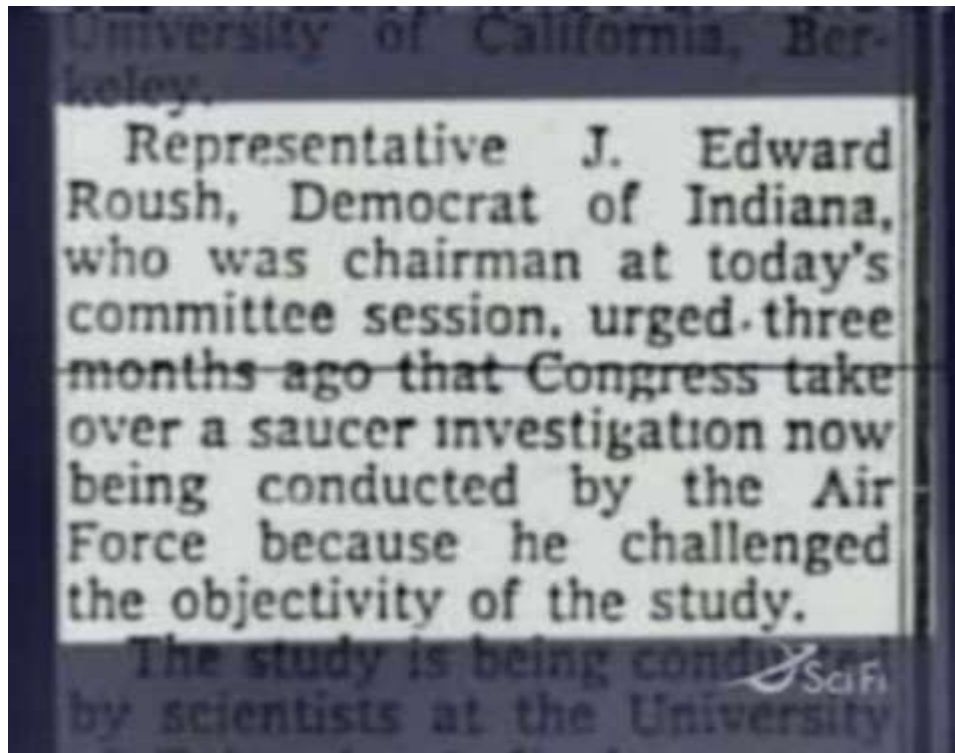 University of California, Ber-
keley.
Representative J. Edward
Roush, Democrat of Indiana,
who was chairman at today's
committee session, urged three
months ago that Congress take
over a saucer investigation now
being conducted by the Air
Force because he challenged
the objectivity of the study.
The study is being conducted
by scientists at the University
SciFi